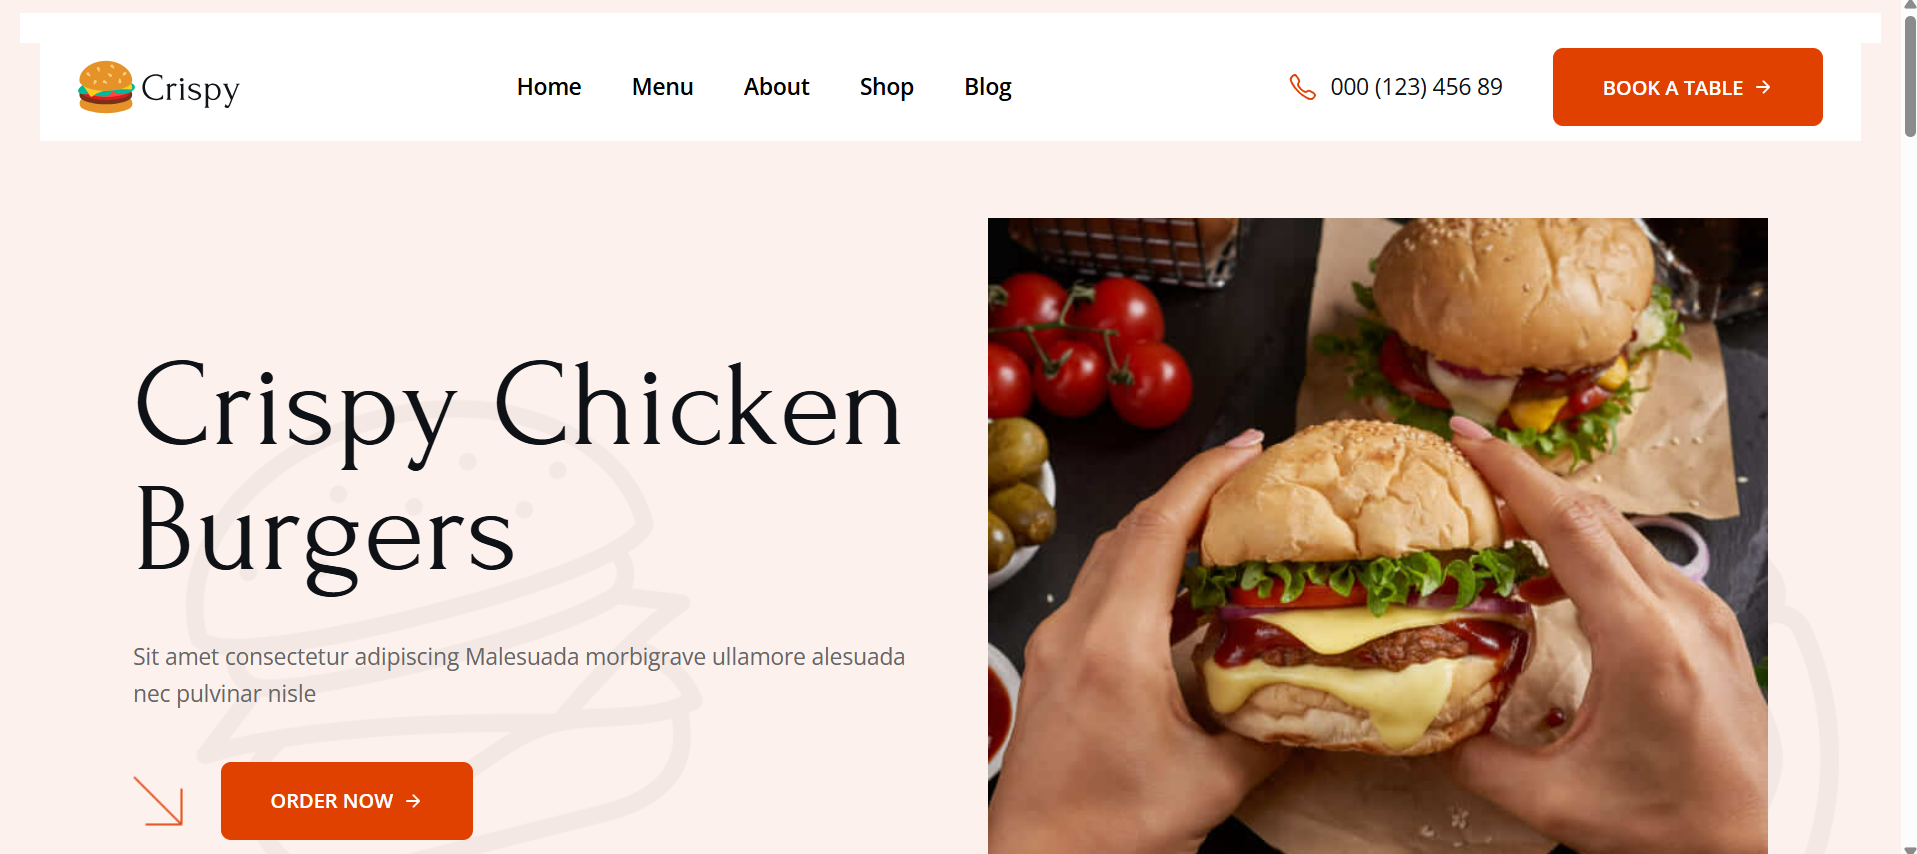 Crispy
Home Menu About Shop Blog
000 (123) 456 89
BOOK A TABLE
Crispy Chicken
Burgers
Sit amet consectetur adipiscing Malesuada morbigrave ullamore alesuada
nec pulvinar nisle
ORDER NOW